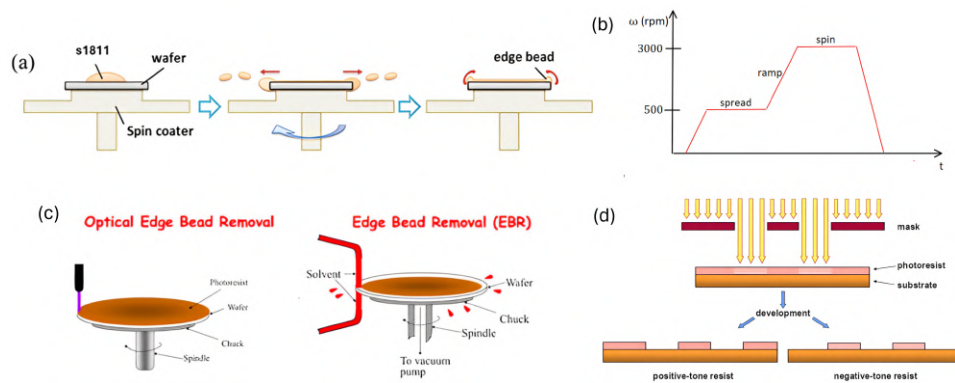 (a)
s1811
wafer
Spin coater
edge bead
(b)
ω (rpm)
3000
500
spread
ramp
spin
t
(c)
Optical Edge Bead Removal
Photoresist
Wafer
Chuck
Spindle
Edge Bead Removal (EBR)
Solvent
Wafer
Chuck
Spindle
To vacuum
pump
(d)
mask
photoresist
substrate
development
positive-tone resist
negative-tone resist